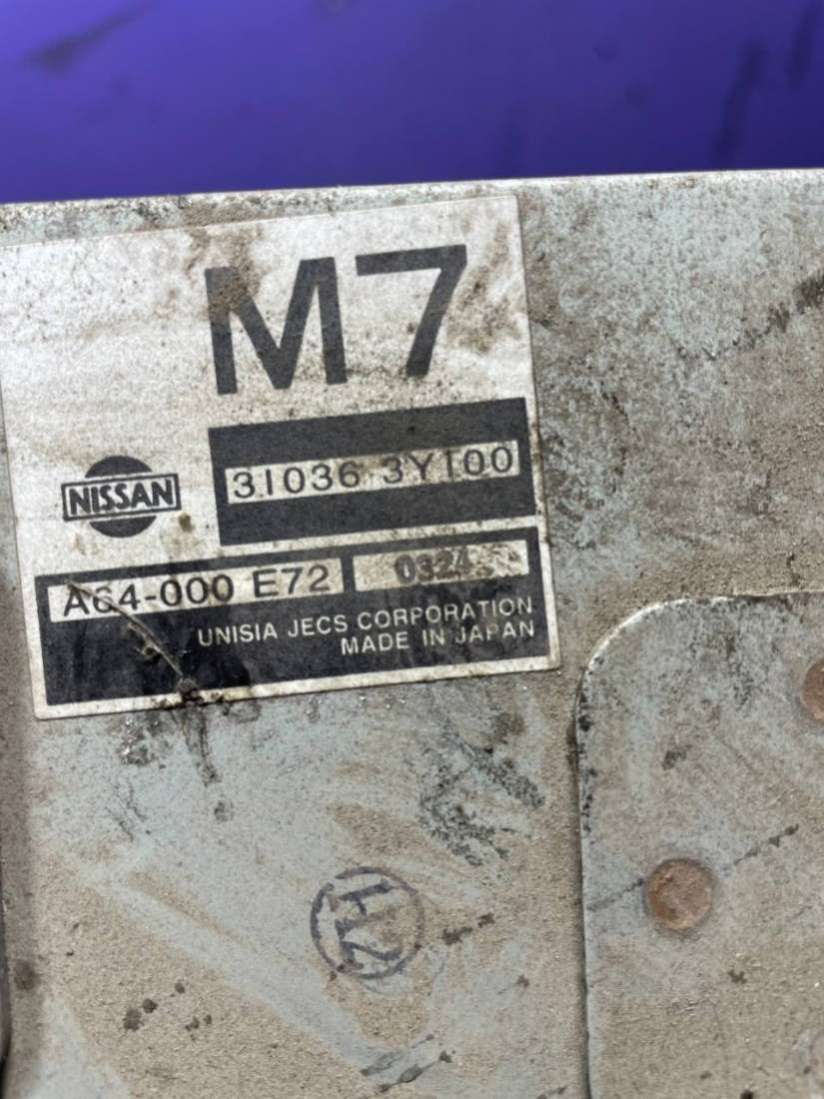 M7
NISSAN
31036 3Y100
A64-000 E72
0324
UNISIA JECS CORPORATION
MADE IN JAPAN